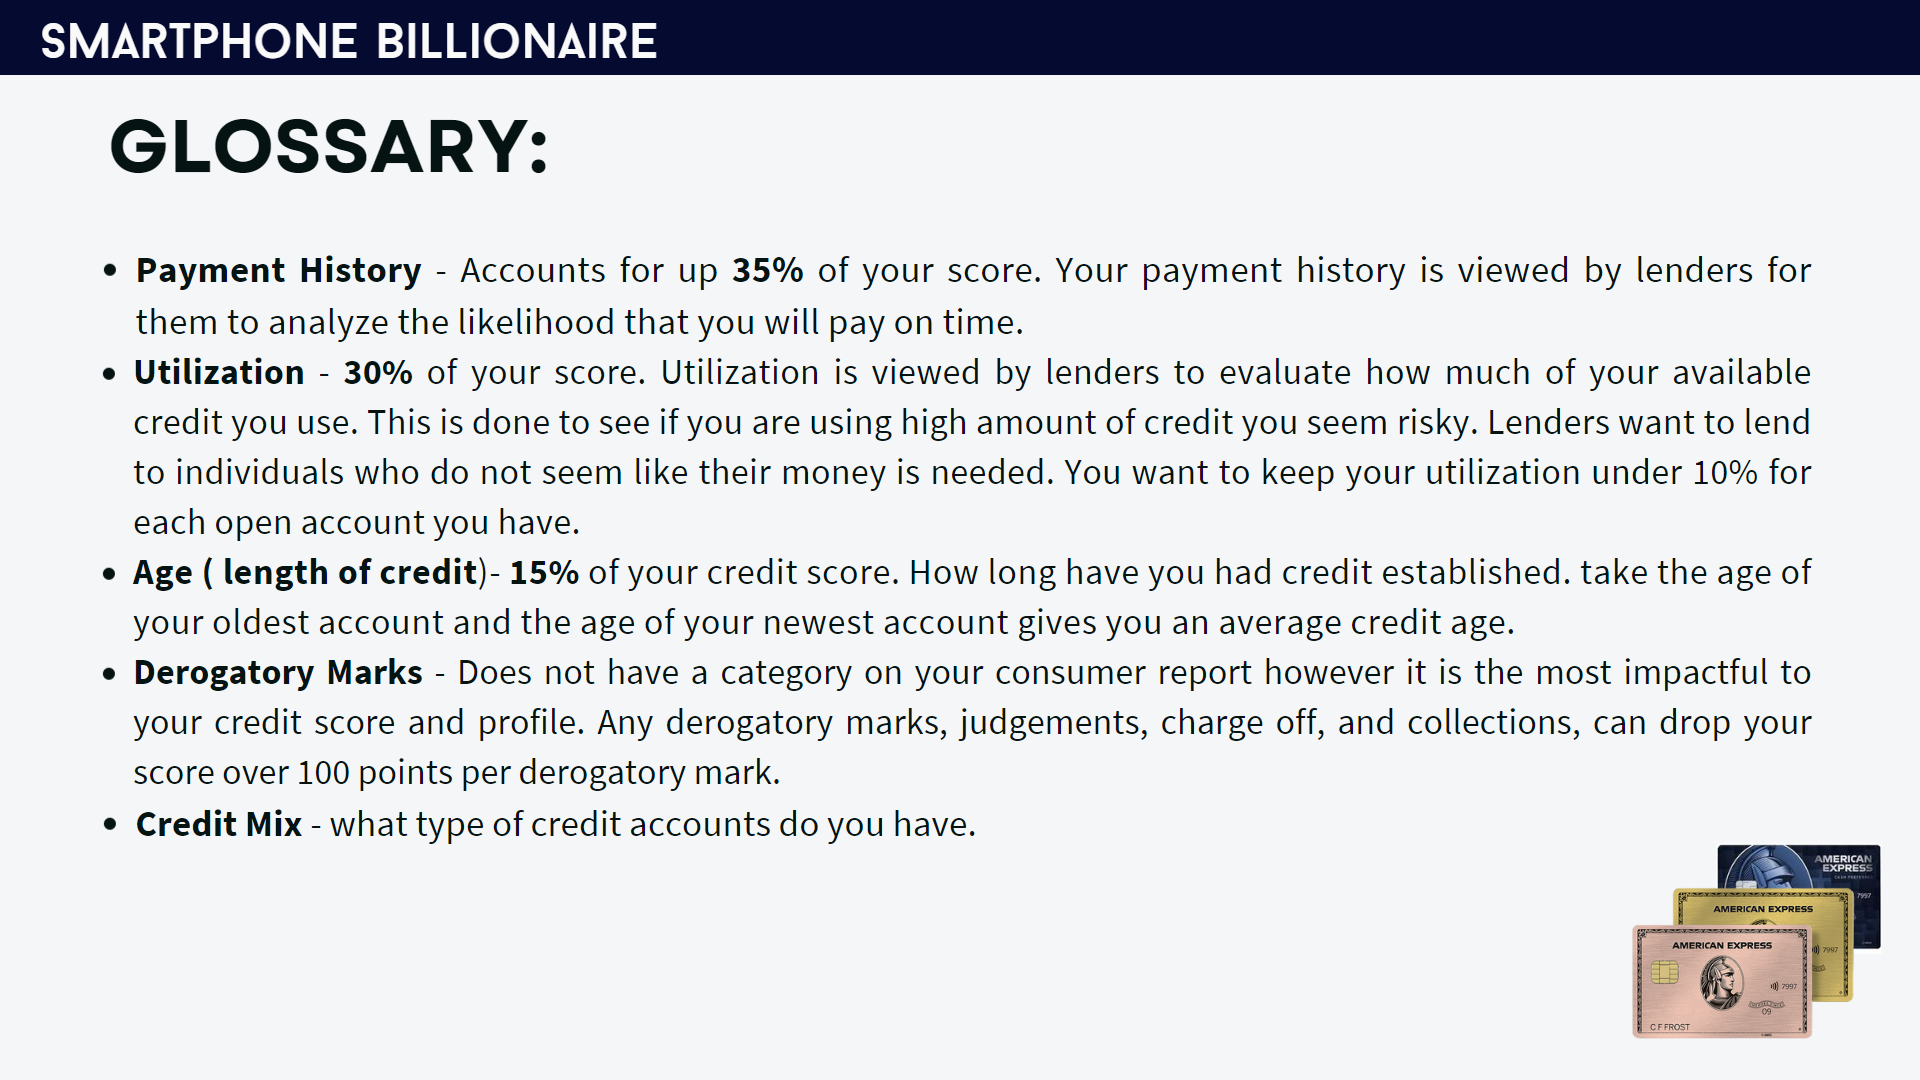 SMARTPHONE BILLIONAIRE
GLOSSARY:
• Payment History - Accounts for up 35% of your score. Your payment history is viewed by lenders for
them to analyze the likelihood that you will pay on time.
• Utilization - 30% of your score. Utilization is viewed by lenders to evaluate how much of your available
credit you use. This is done to see if you are using high amount of credit you seem risky. Lenders want to lend
to individuals who do not seem like their money is needed. You want to keep your utilization under 10% for
each open account you have.
• Age ( length of credit)- 15% of your credit score. How long have you had credit established. take the age of
your oldest account and the age of your newest account gives you an average credit age.
• Derogatory Marks - Does not have a category on your consumer report however it is the most impactful to
your credit score and profile. Any derogatory marks, judgements, charge off, and collections, can drop your
score over 100 points per derogatory mark.
• Credit Mix - what type of credit accounts do you have.
AMERICAN
EXPRESS
7997
AMERICAN EXPRESS
7997
AMERICAN EXPRESS
7997
09
C F FROST